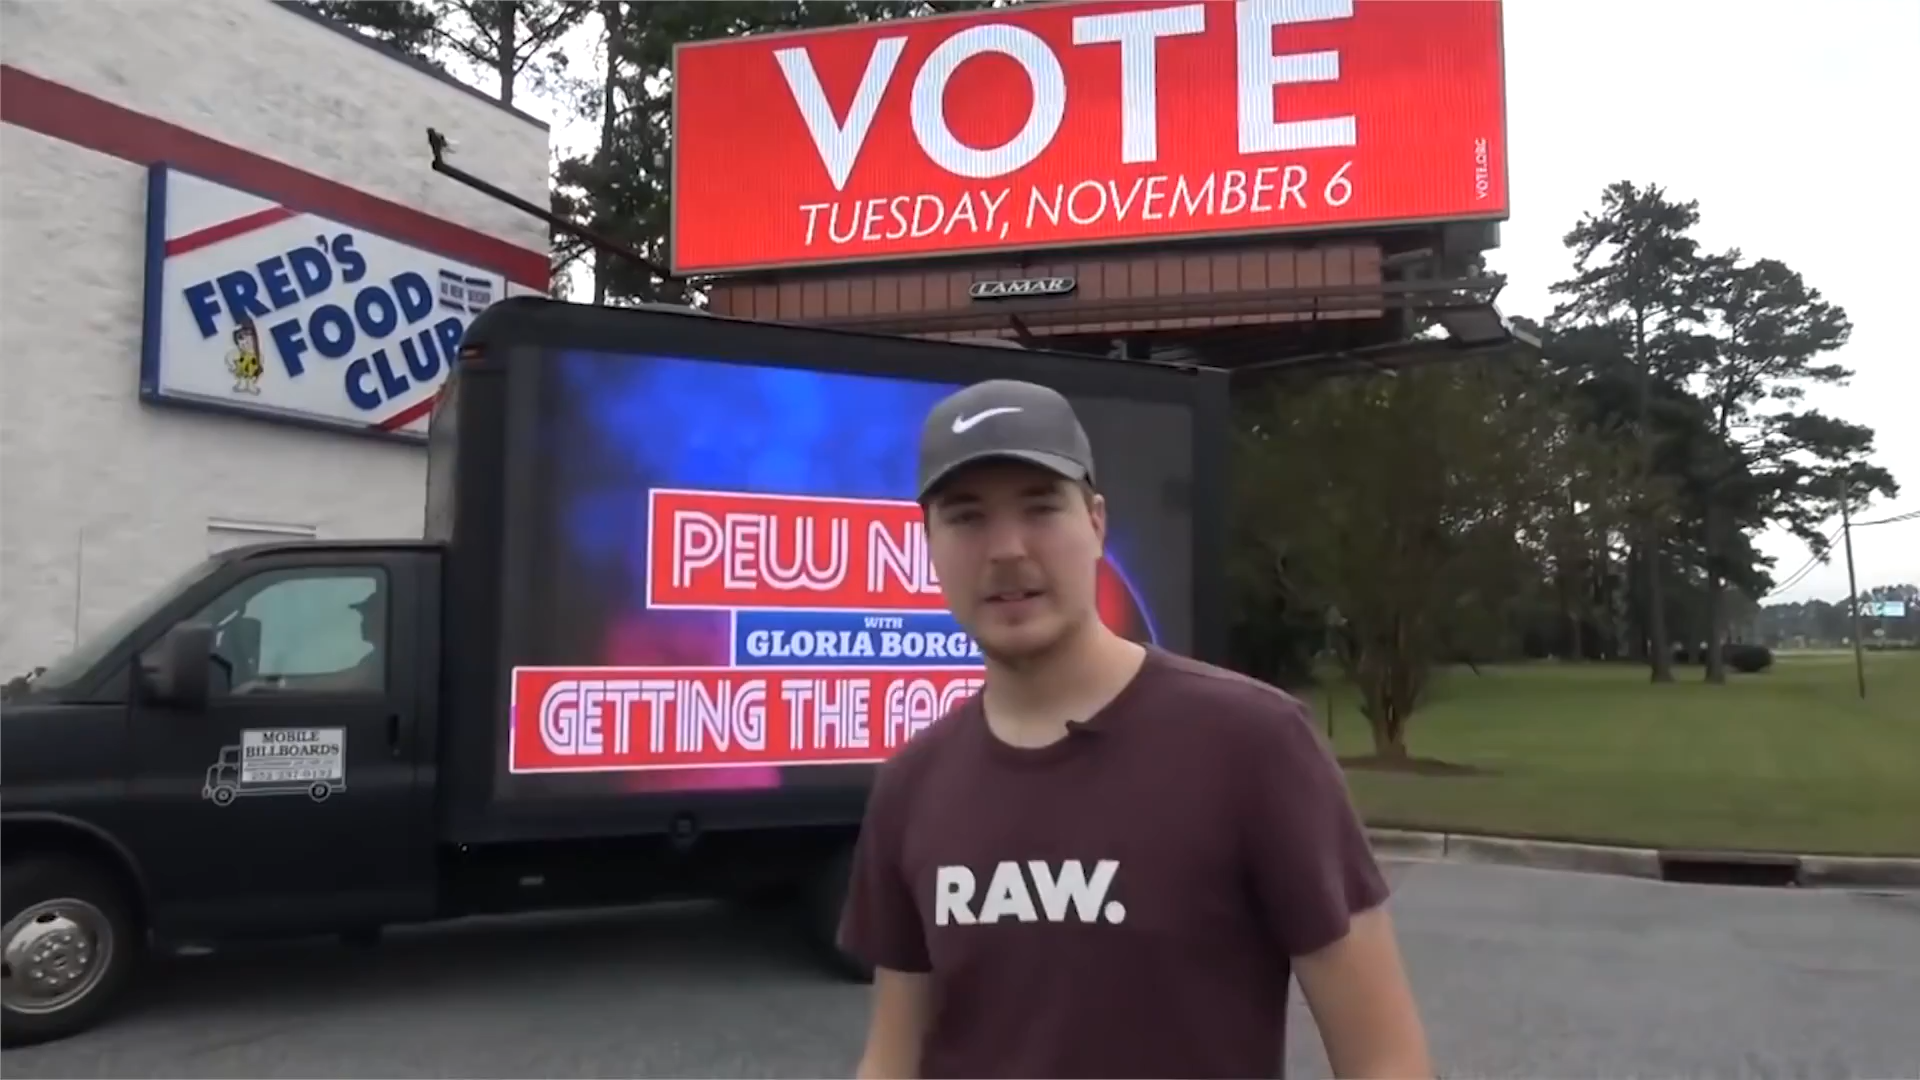 VOTE
TUESDAY, NOVEMBER 6
VOTE.ORG
LAMAR
FRED'S
FOOD
CLUB
PEW NE
WITH
GLORIA BORGE
GETTING THE FACT
MOBILE
BILLBOARDS
RAW.